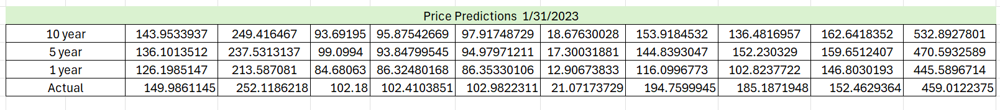 Price Predictions 1/31/2023
10 year 143.9533937 249.416467 93.69195 95.87542669 97.91748729 18.67630028 153.9184532 136.4816957 162.6418352 532.8927801
5 year 136.1013512 237.5313137 99.0994 93.84799545 94.97971211 17.30031881 144.8393047 152.230329 159.6512407 470.5932589
1 year 126.1985147 213.587081 84.68063 86.32480168 86.35330106 12.90673833 116.0996773 102.8237722 146.8030193 445.5896714
Actual 149.9861145 252.1186218 102.18 102.4103851 102.9822311 21.07173729 194.7599945 185.1871948 152.4629364 459.0122375